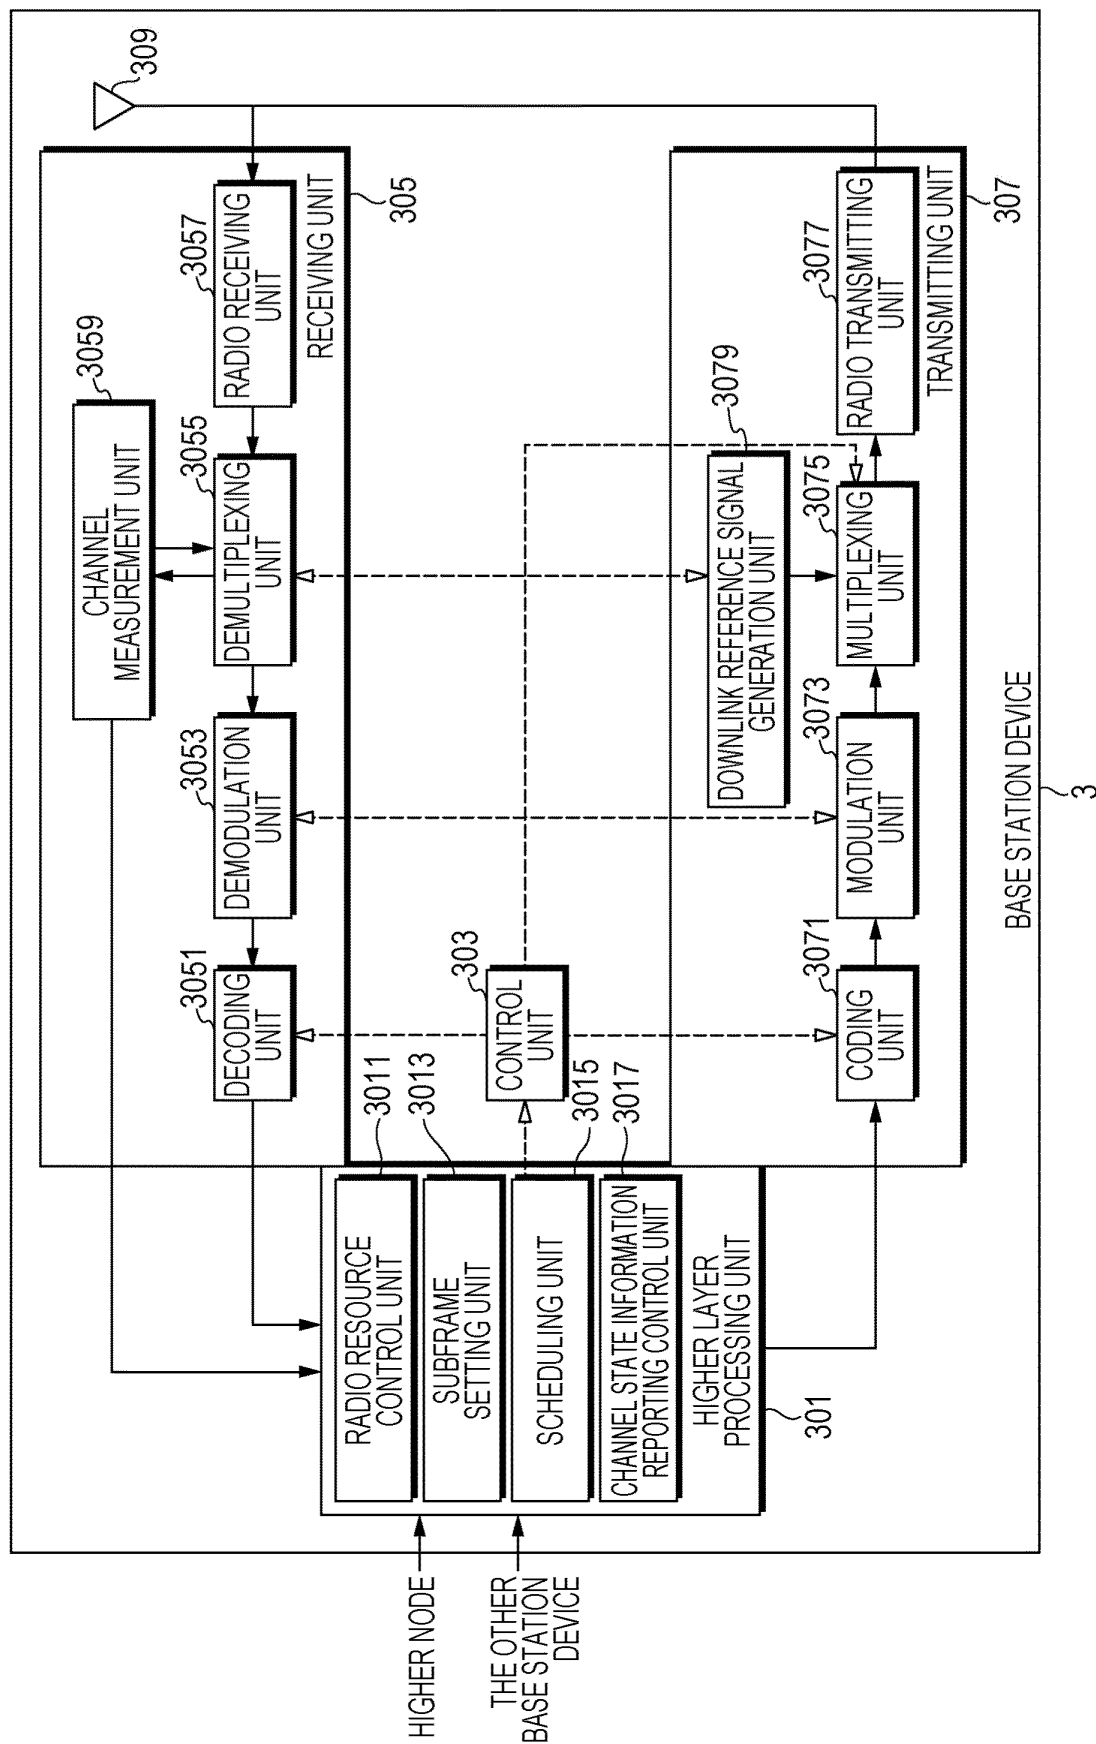 309
3059
CHANNEL
MEASUREMENT UNIT
3051
DECODING
UNIT
3053
DEMODULATION
UNIT
3055
DEMULTIPLEXING
UNIT
3057
RADIO RECEIVING
UNIT
RECEIVING UNIT
305
HIGHER NODE
THE OTHER
BASE STATION
DEVICE
RADIO RESOURCE
CONTROL UNIT
3011
SUBFRAME
SETTING UNIT
3013
SCHEDULING UNIT
3015
CHANNEL STATE INFORMATION
REPORTING CONTROL UNIT
3017
HIGHER LAYER
PROCESSING UNIT
301
303
CONTROL
UNIT
3079
DOWNLINK REFERENCE SIGNAL
GENERATION UNIT
3071
CODING
UNIT
3073
MODULATION
UNIT
3075
MULTIPLEXING
UNIT
3077
RADIO TRANSMITTING
UNIT
TRANSMITTING UNIT
307
BASE STATION DEVICE
3